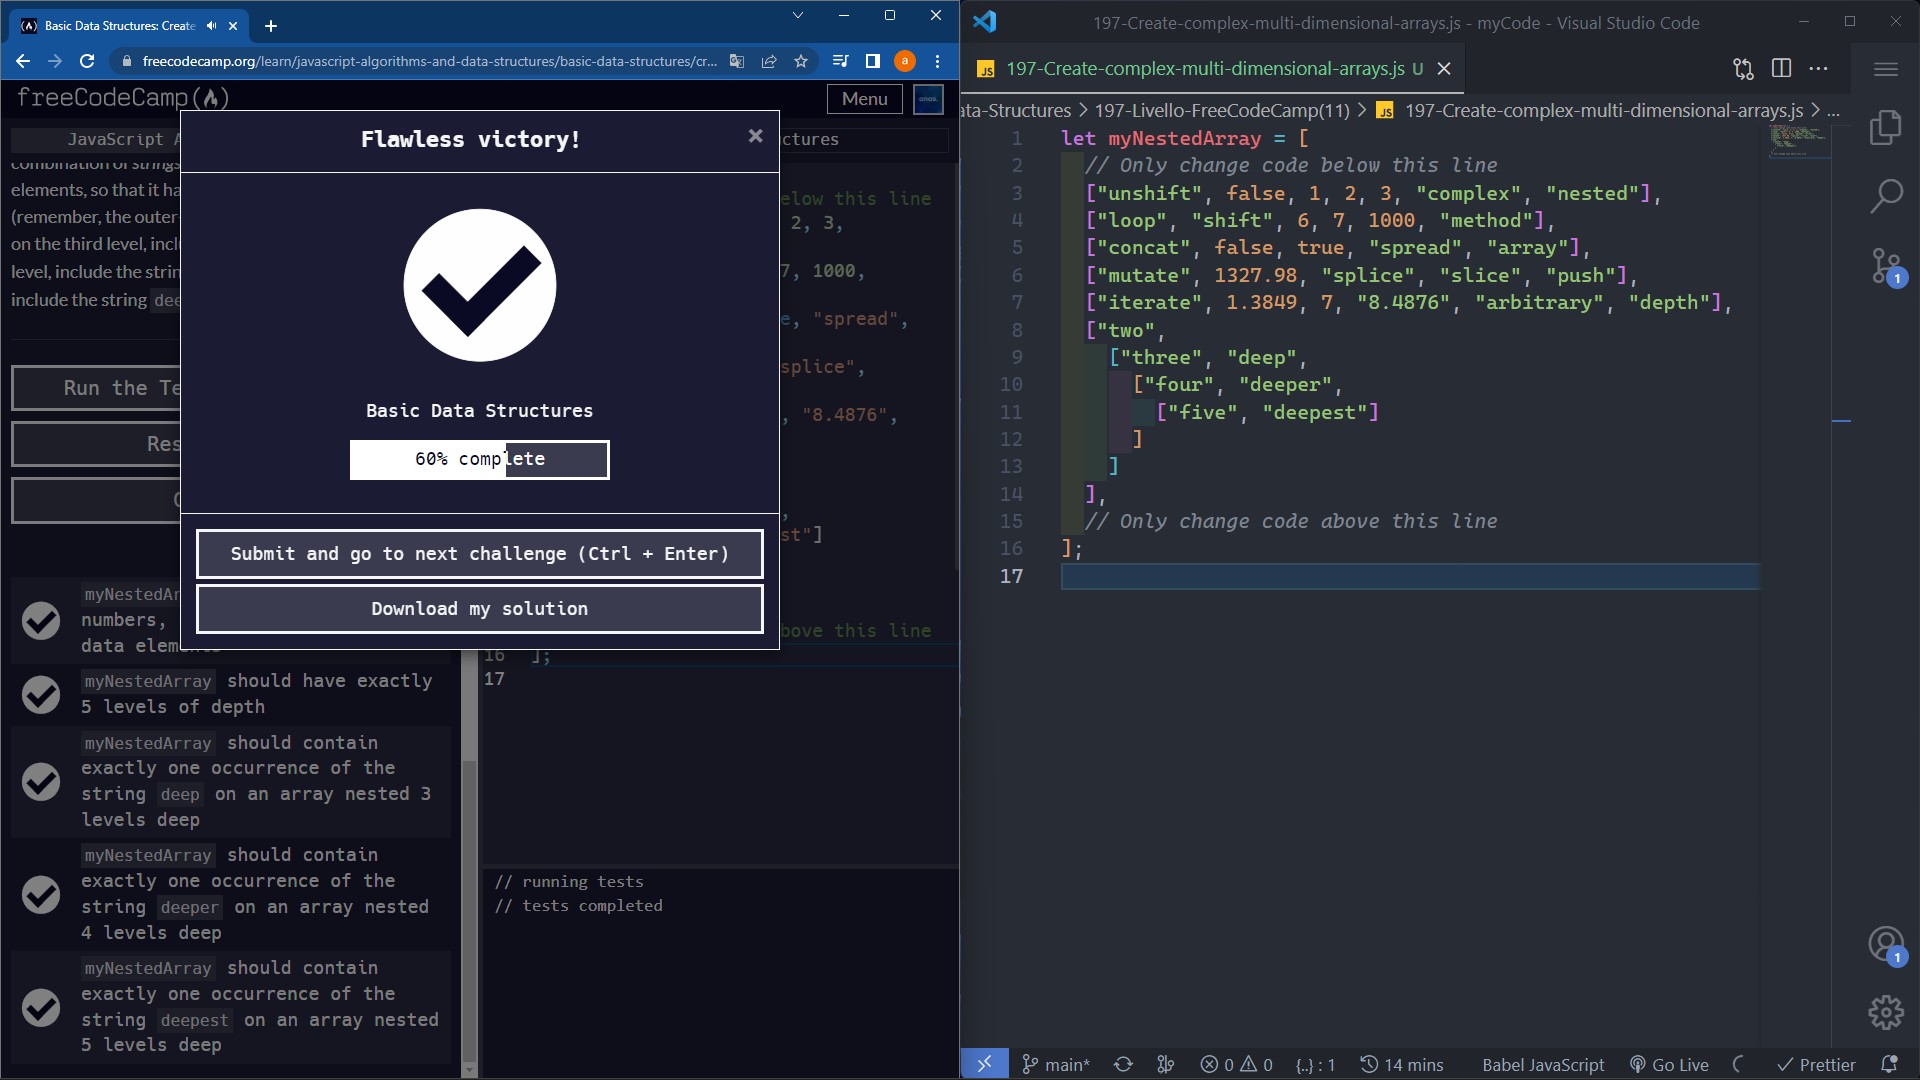 Basic Data Structures: Create
freecodecamp.org/learn/javascript-algorithms-and-data-structures/basic-data-structures/cr...
a
freeCodeCamp
Menu
anas.
JavaScript A
ctures
combination of strings
elements, so that it ha
(remember, the outer-
on the third level, incl
level, include the strin
include the string dee
Run the Te
Res
Flawless victory!
Basic Data Structures
60% complete
Submit and go to next challenge (Ctrl + Enter)
Download my solution
elow this line
2, 3,
7, 1000,
e, "spread",
splice",
, "8.4876",
,
st"]
bove this line
16 ];
17
myNestedAr
numbers,
data elements
myNestedArray should have exactly
5 levels of depth
myNestedArray should contain
exactly one occurrence of the
string deep on an array nested 3
levels deep
myNestedArray should contain
exactly one occurrence of the
string deeper on an array nested
4 levels deep
myNestedArray should contain
exactly one occurrence of the
string deepest on an array nested
5 levels deep
// running tests
// tests completed
197-Create-complex-multi-dimensional-arrays.js - myCode - Visual Studio Code
JS 197-Create-complex-multi-dimensional-arrays.js U
ata-Structures > 197-Livello-FreeCodeCamp(11) > JS 197-Create-complex-multi-dimensional-arrays.js > ...
1 let myNestedArray = [
2 // Only change code below this line
3 ["unshift", false, 1, 2, 3, "complex", "nested"],
4 ["loop", "shift", 6, 7, 1000, "method"],
5 ["concat", false, true, "spread", "array"],
6 ["mutate", 1327.98, "splice", "slice", "push"],
7 ["iterate", 1.3849, 7, "8.4876", "arbitrary", "depth"],
8 ["two",
9 ["three", "deep",
10 ["four", "deeper",
11 ["five", "deepest"]
12 ]
13 ]
14 ],
15 // Only change code above this line
16 ];
17
1
1
main*
0 0
{..} : 1
14 mins
Babel JavaScript
Go Live
Prettier